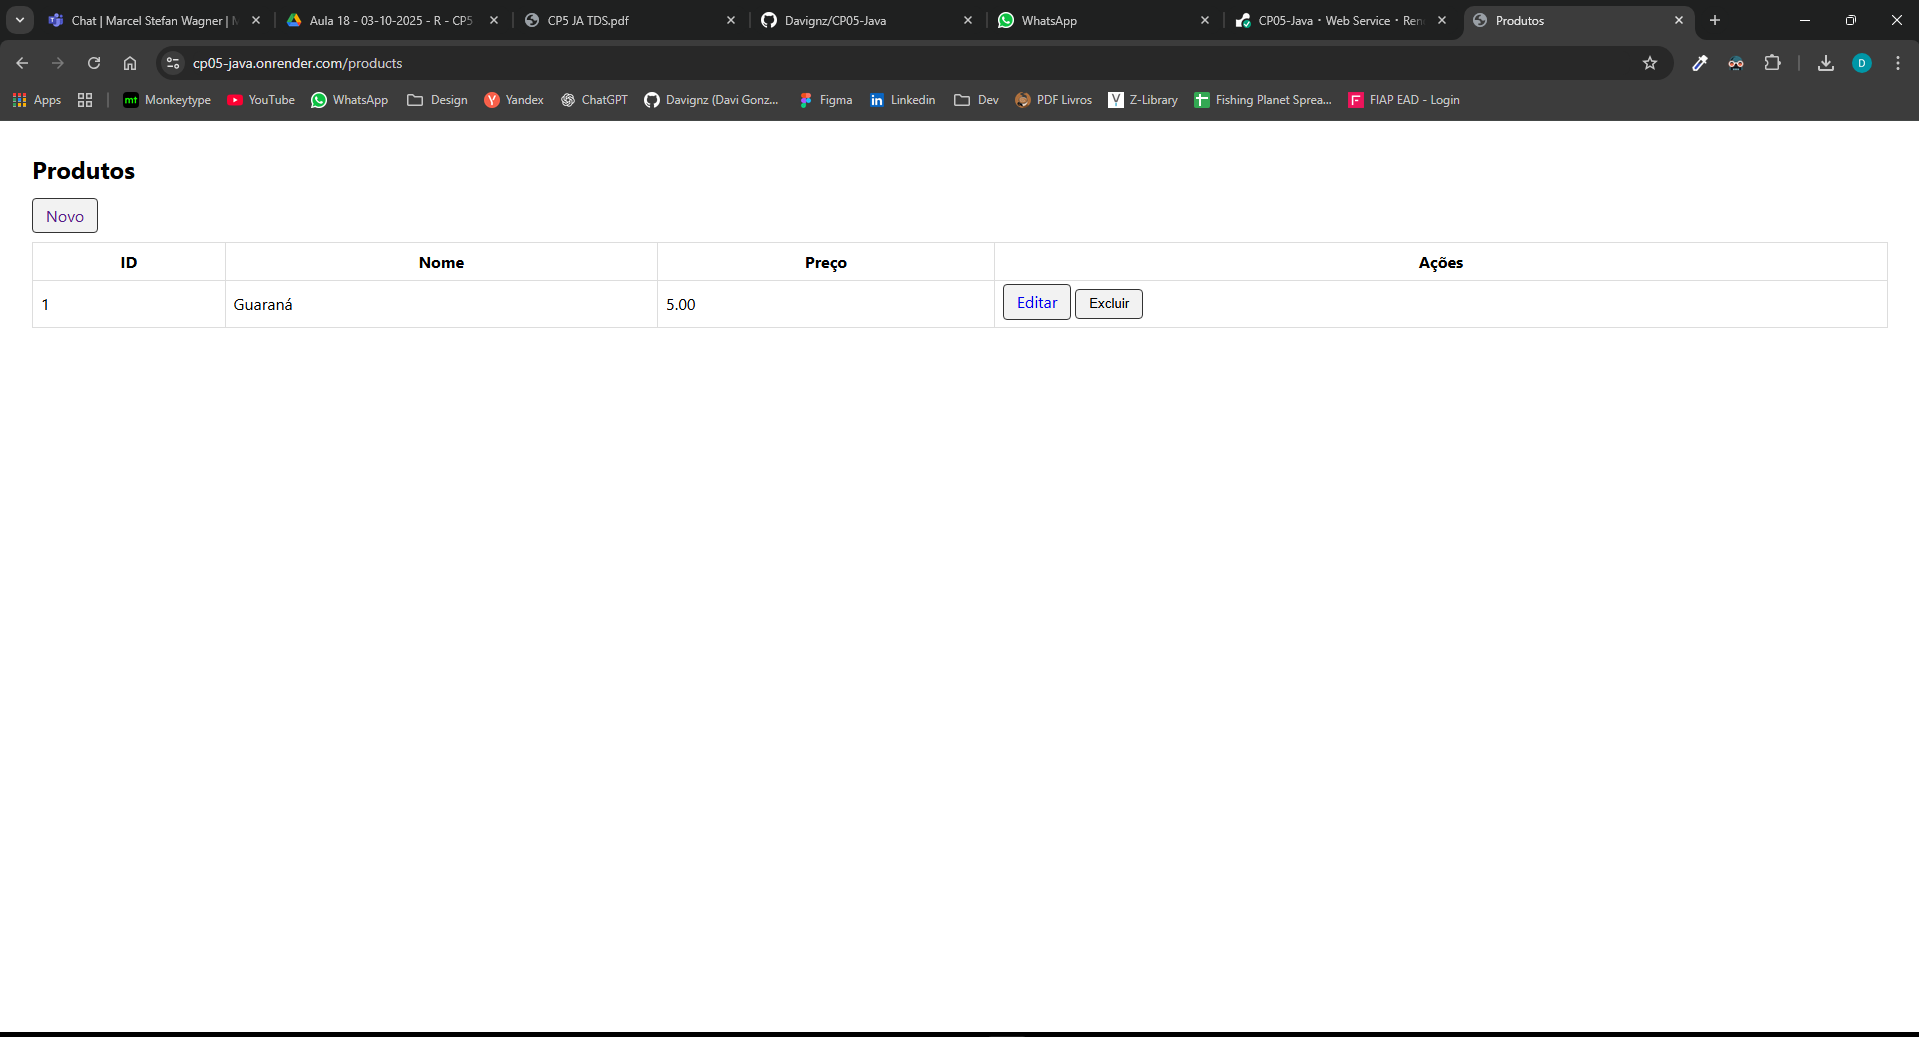 Chat | Marcel Stefan Wagner | M
Aula 18 - 03-10-2025 - R - CP5
CP5 JA TDS.pdf
Davignz/CP05-Java
WhatsApp
CP05-Java · Web Service · Ren
Produtos
cp05-java.onrender.com/products
D
Apps
mt Monkeytype
YouTube
WhatsApp
Design
Y Yandex
ChatGPT
Davignz (Davi Gonz...
Figma
in Linkedin
Dev
PDF Livros
Z-Library
Fishing Planet Sprea...
F FIAP EAD - Login
Produtos
Novo
ID Nome Preço Ações
1 Guaraná 5.00 Editar Excluir